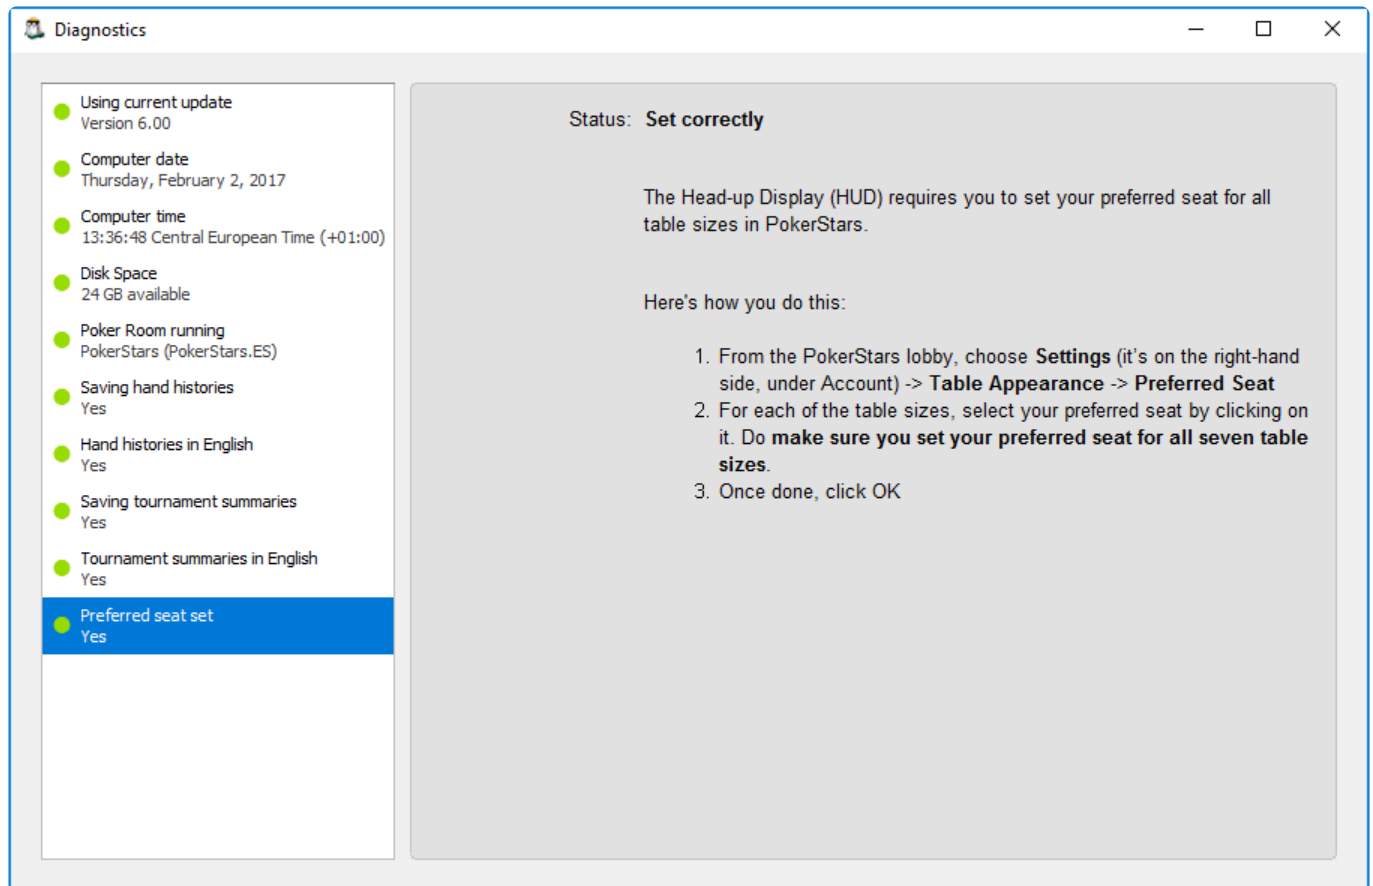 Diagnostics
Using current update
Version 6.00
Computer date
Thursday, February 2, 2017
Computer time
13:36:48 Central European Time (+01:00)
Disk Space
24 GB available
Poker Room running
PokerStars (PokerStars.ES)
Saving hand histories
Yes
Hand histories in English
Yes
Saving tournament summaries
Yes
Tournament summaries in English
Yes
Preferred seat set
Yes
Status: Set correctly
The Head-up Display (HUD) requires you to set your preferred seat for all
table sizes in PokerStars.
Here's how you do this:
1. From the PokerStars lobby, choose Settings (it's on the right-hand
side, under Account) -> Table Appearance -> Preferred Seat
2. For each of the table sizes, select your preferred seat by clicking on
it. Do make sure you set your preferred seat for all seven table
sizes.
3. Once done, click OK